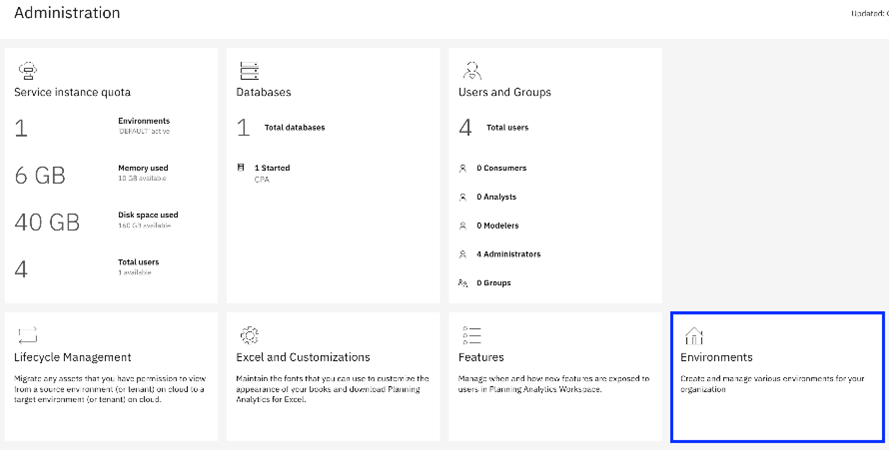 Administration
Updated:
Service instance quota
1
Environments
'DEFAULT' active
6 GB
Memory used
10 GB available
40 GB
Disk space used
160 GB available
4
Total users
1 available
Databases
1
Total databases
1 Started
CPA
Users and Groups
4
Total users
0 Consumers
0 Analysts
0 Modelers
4 Administrators
0 Groups
Lifecycle Management
Migrate any assets that you have permission to view
from a source environment (or tenant) on cloud to a
target environment (or tenant) on cloud.
Excel and Customizations
Maintain the fonts that you can use to customize the
appearance of your books and download Planning
Analytics for Excel.
Features
Manage when and how new features are exposed to
users in Planning Analytics Workspace.
Environments
Create and manage various environments for your
organization